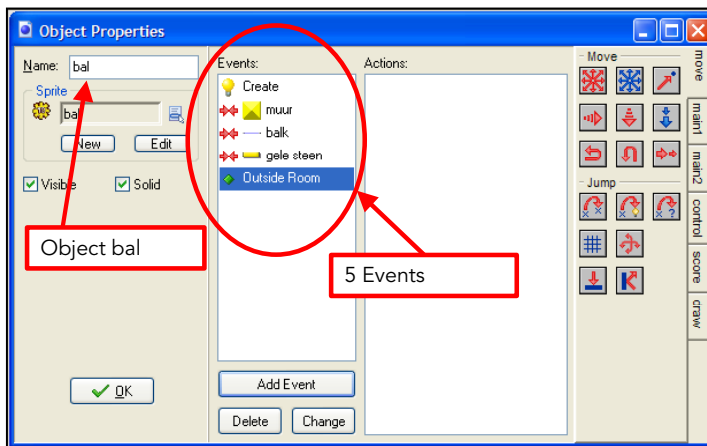 Object Properties
Name: bal
Sprite
bal
New Edit
Visible Solid
OK
Object bal
Events:
Create
muur
balk
gele steen
Outside Room
5 Events
Add Event
Delete Change
Actions:
Move
Jump
move
main1
main2
control
score
draw